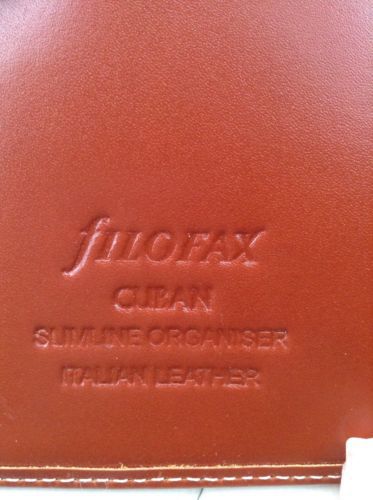 fILOFAX
CUBAN
SLIMLINE ORGANISER
ITALIAN LEATHER